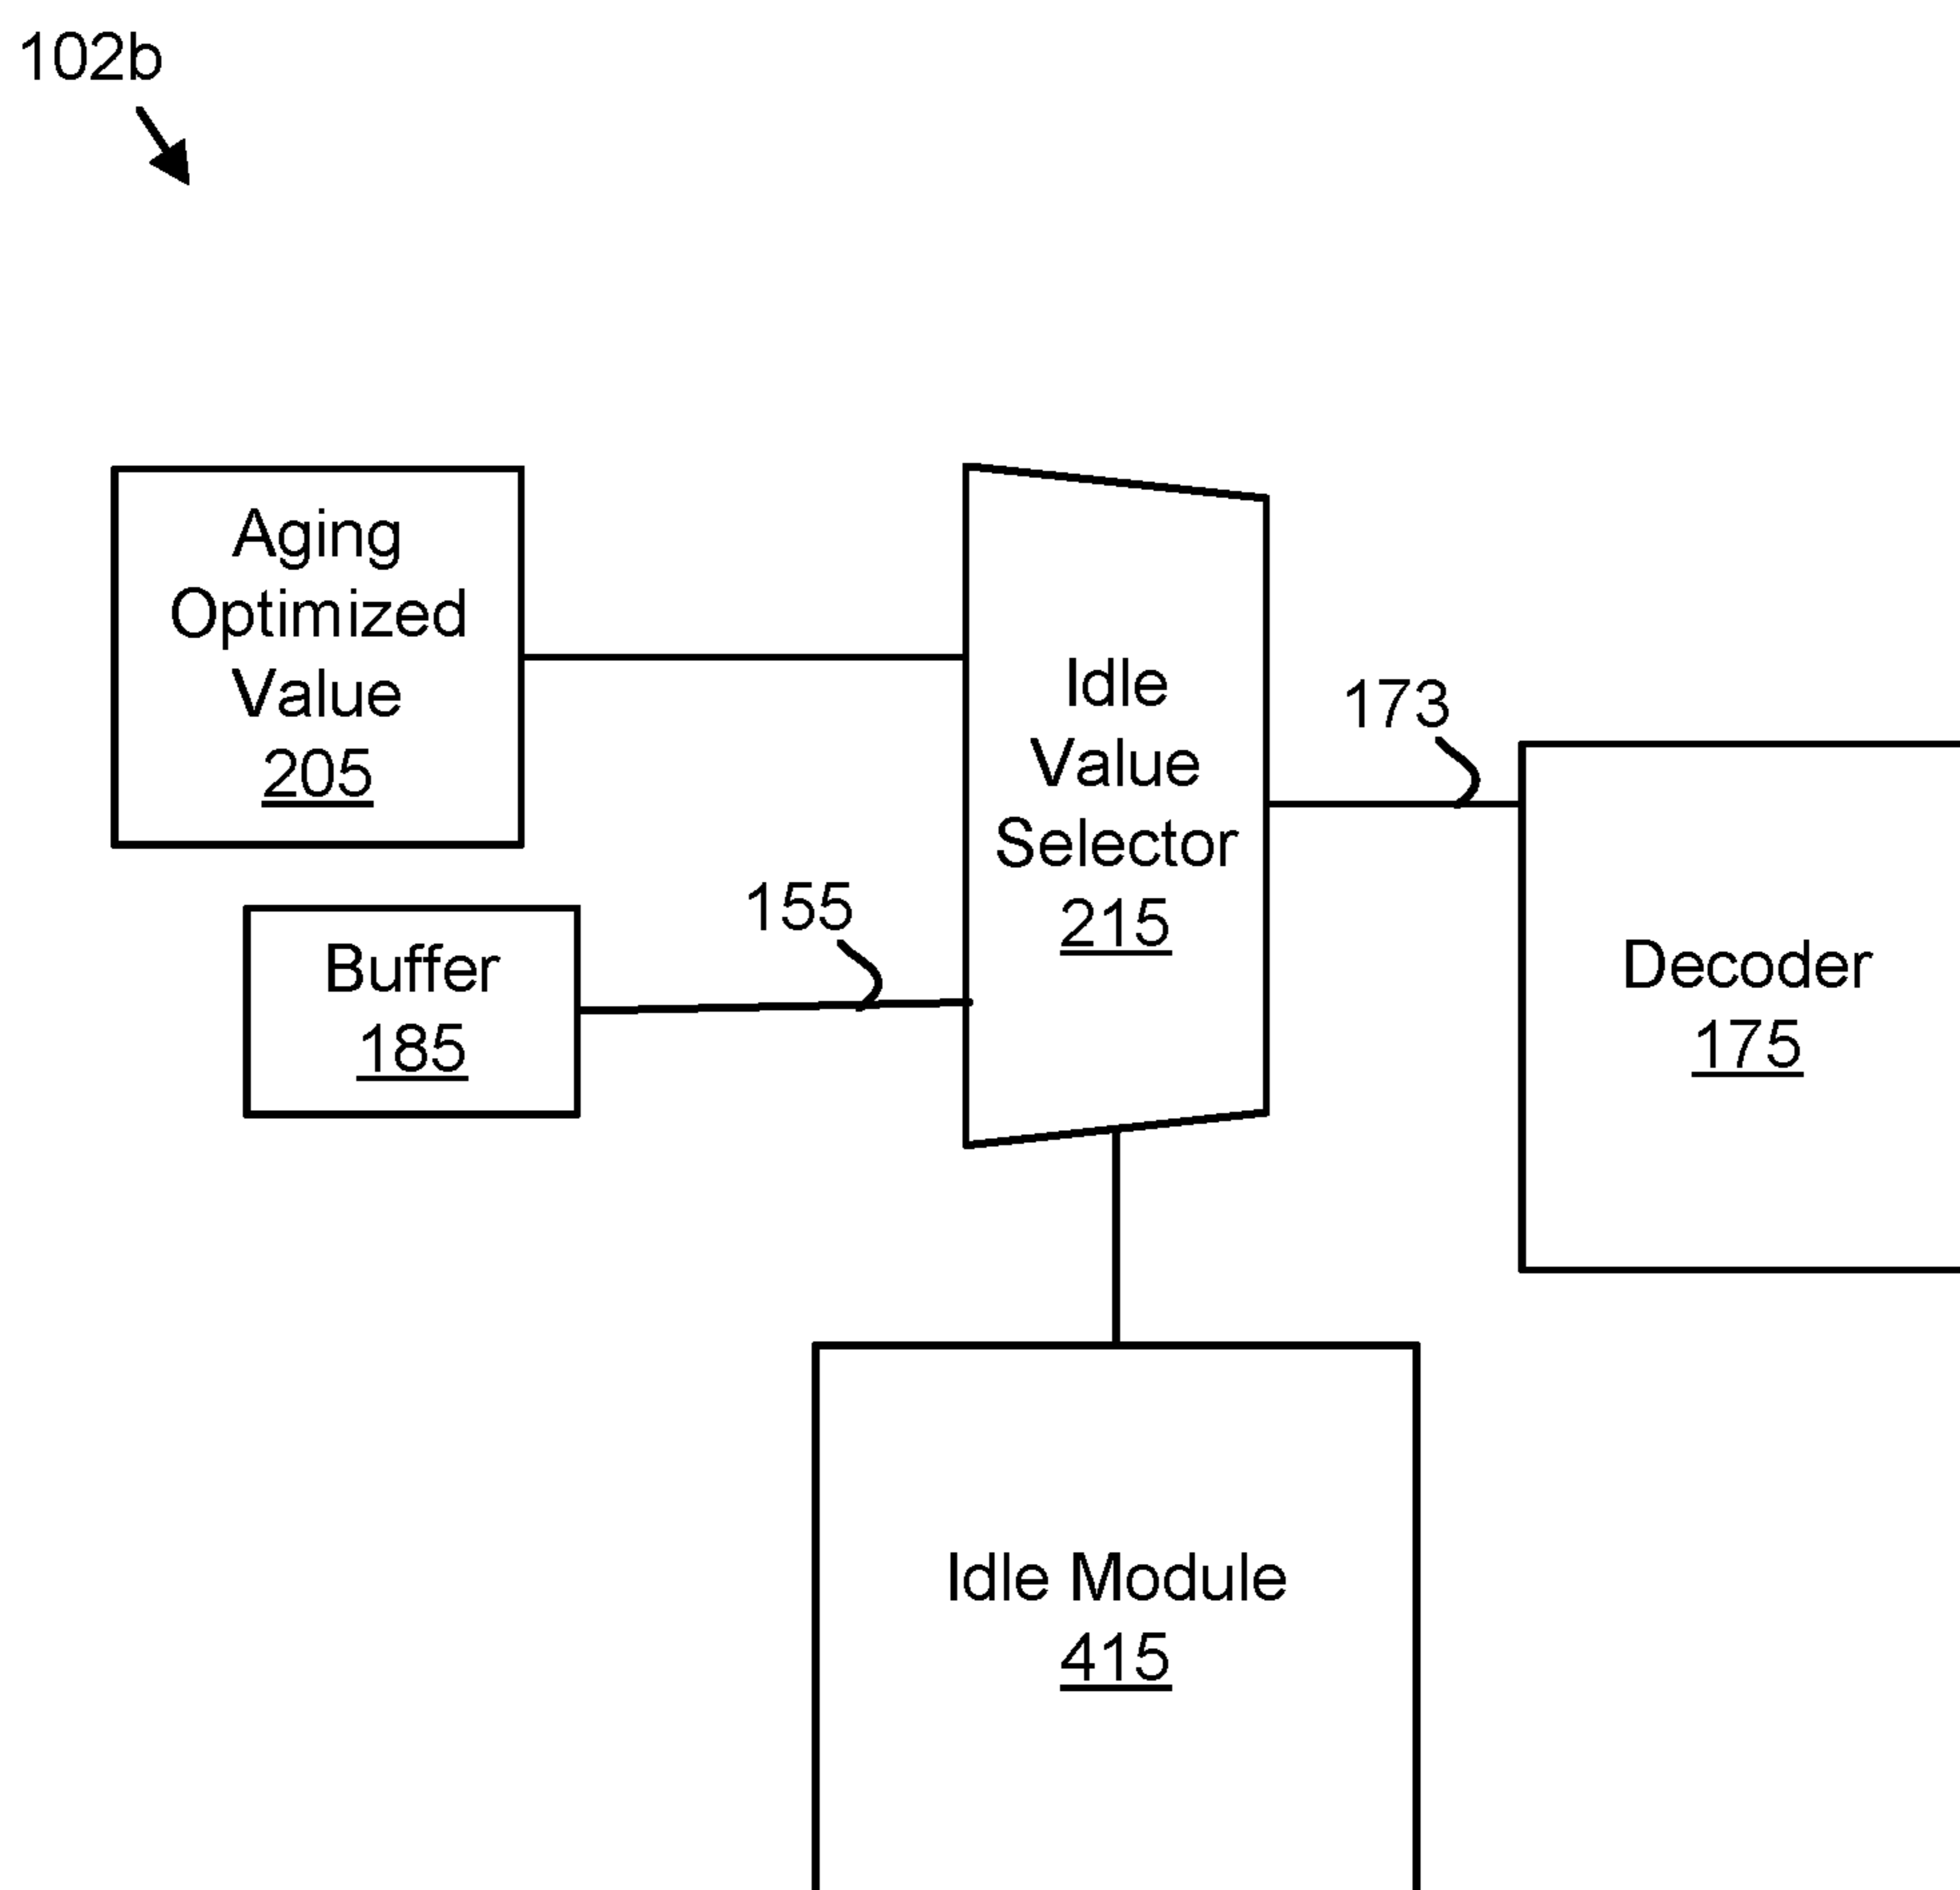 102b
Aging
Optimized
Value
205
Idle
Value
Selector
215
173
155
Buffer
185
Decoder
175
Idle Module
415